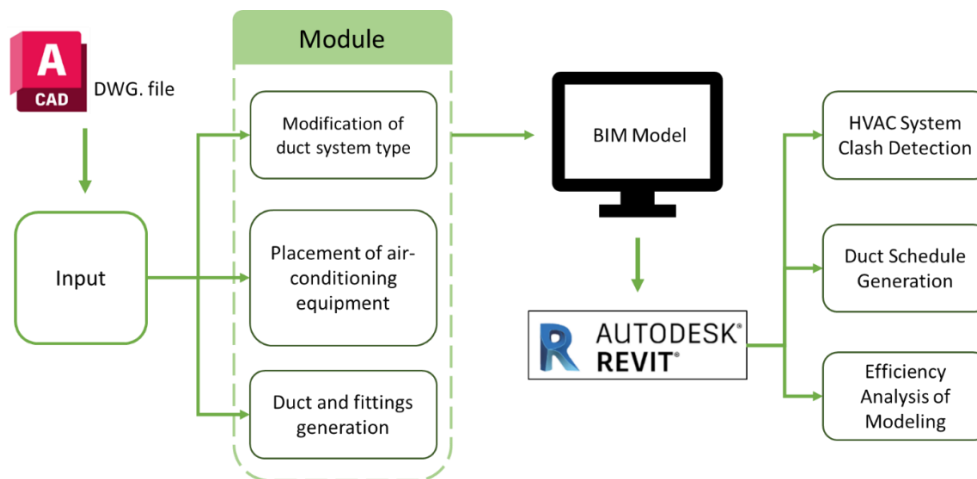 Module
A
CAD
DWG. file
Modification of
duct system type
BIM Model
HVAC System
Clash Detection
Input
Placement of air-
conditioning
equipment
Duct Schedule
Generation
R
AUTODESK®
REVIT®
Duct and fittings
generation
Efficiency
Analysis of
Modeling